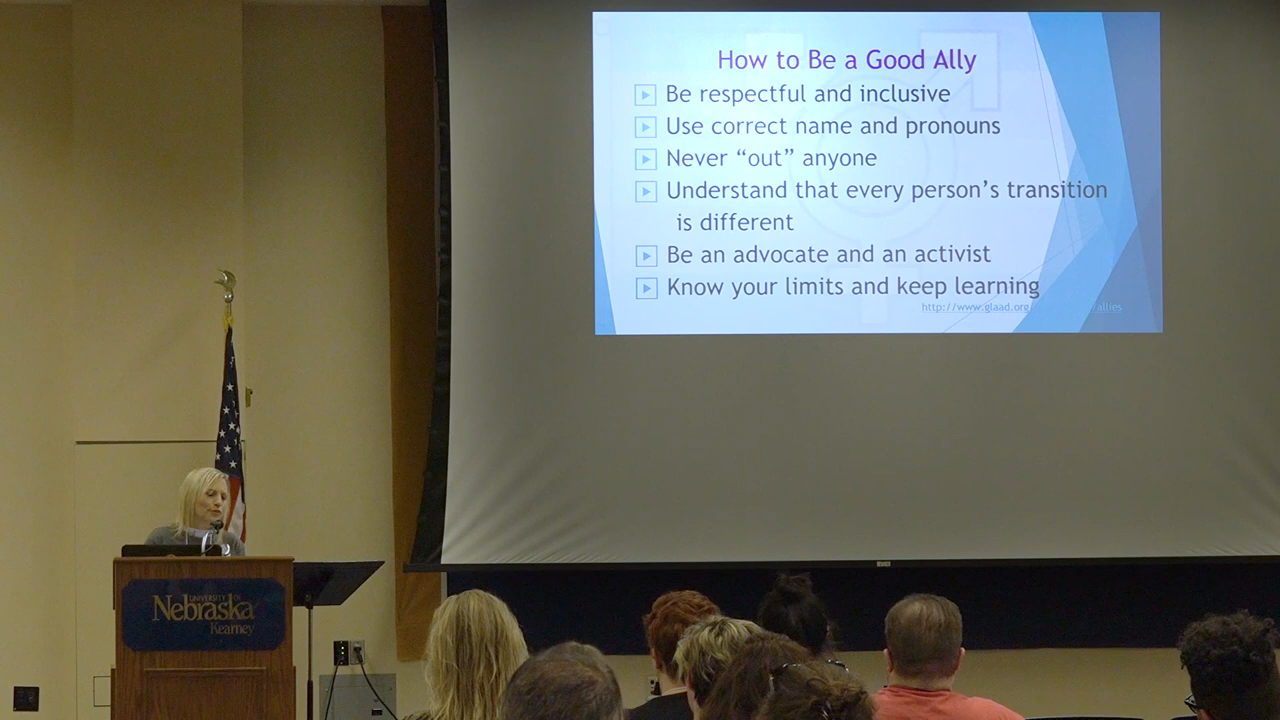 How to Be a Good Ally
Be respectful and inclusive
Use correct name and pronouns
Never “out” anyone
Understand that every person’s transition
is different
Be an advocate and an activist
Know your limits and keep learning
http://www.glaad.org
allies
UNIVERSITY OF
Nebraska
Kearney